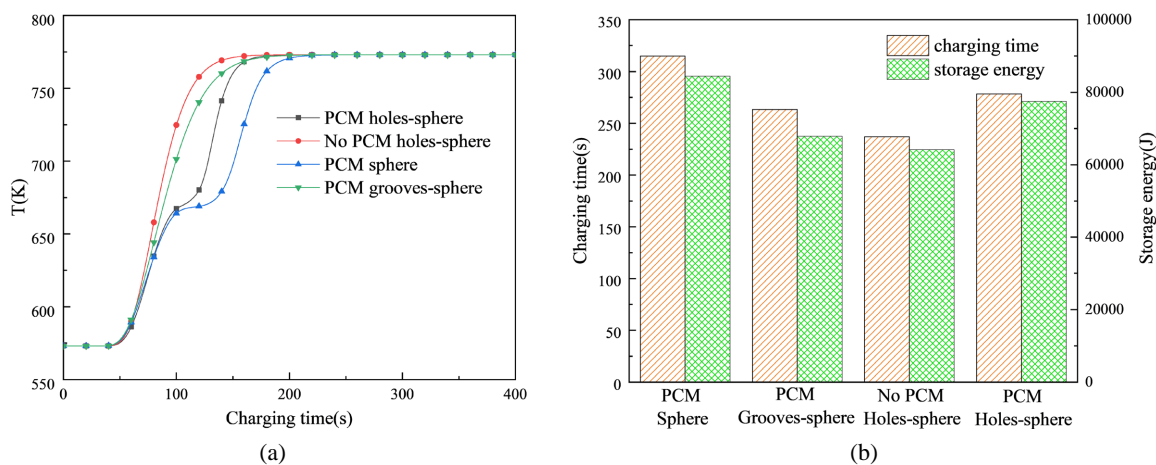 800
750
700
650
600
550
T(K)
PCM holes-sphere
No PCM holes-sphere
PCM sphere
PCM grooves-sphere
0 100 200 300 400
Charging time(s)
(a)
350
300
250
200
150
100
50
0
Charging time(s)
charging time
storage energy
100000
80000
60000
40000
20000
0
Storage energy(J)
PCM PCM No PCM PCM
Sphere Grooves-sphere Holes-sphere Holes-sphere
(b)